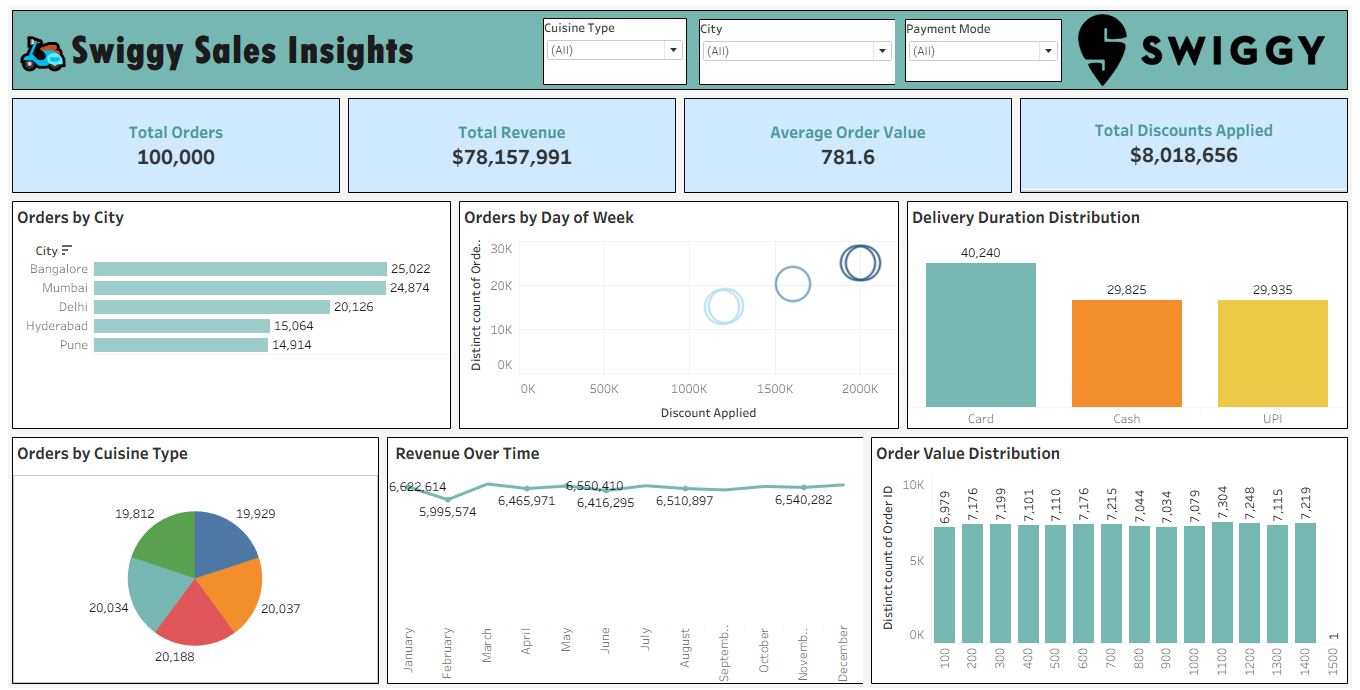 Swiggy Sales Insights
Cuisine Type
(All)
City
(All)
Payment Mode
(All)
SWIGGY
Total Orders
100,000
Total Revenue
$78,157,991
Average Order Value
781.6
Total Discounts Applied
$8,018,656
Orders by City
City
Bangalore 25,022
Mumbai 24,874
Delhi 20,126
Hyderabad 15,064
Pune 14,914
Orders by Day of Week
Distinct count of Orde..
30K
20K
10K
0K
0K 500K 1000K 1500K 2000K
Discount Applied
Delivery Duration Distribution
40,240
29,825
29,935
Card Cash UPI
Orders by Cuisine Type
19,812
19,929
20,034
20,037
20,188
Revenue Over Time
5,995,574
6,465,971
6,550,410
6,416,295
6,510,897
6,540,282
January February March April May June July August Septemb.. October Novemb.. December
Order Value Distribution
Distinct count of Order ID
10K
5K
0K
6,979 7,176 7,199 7,101 7,110 7,176 7,215 7,044 7,034 7,079 7,304 7,248 7,115 7,219 1
100 200 300 400 500 600 700 800 900 1000 1100 1200 1300 1400 1500